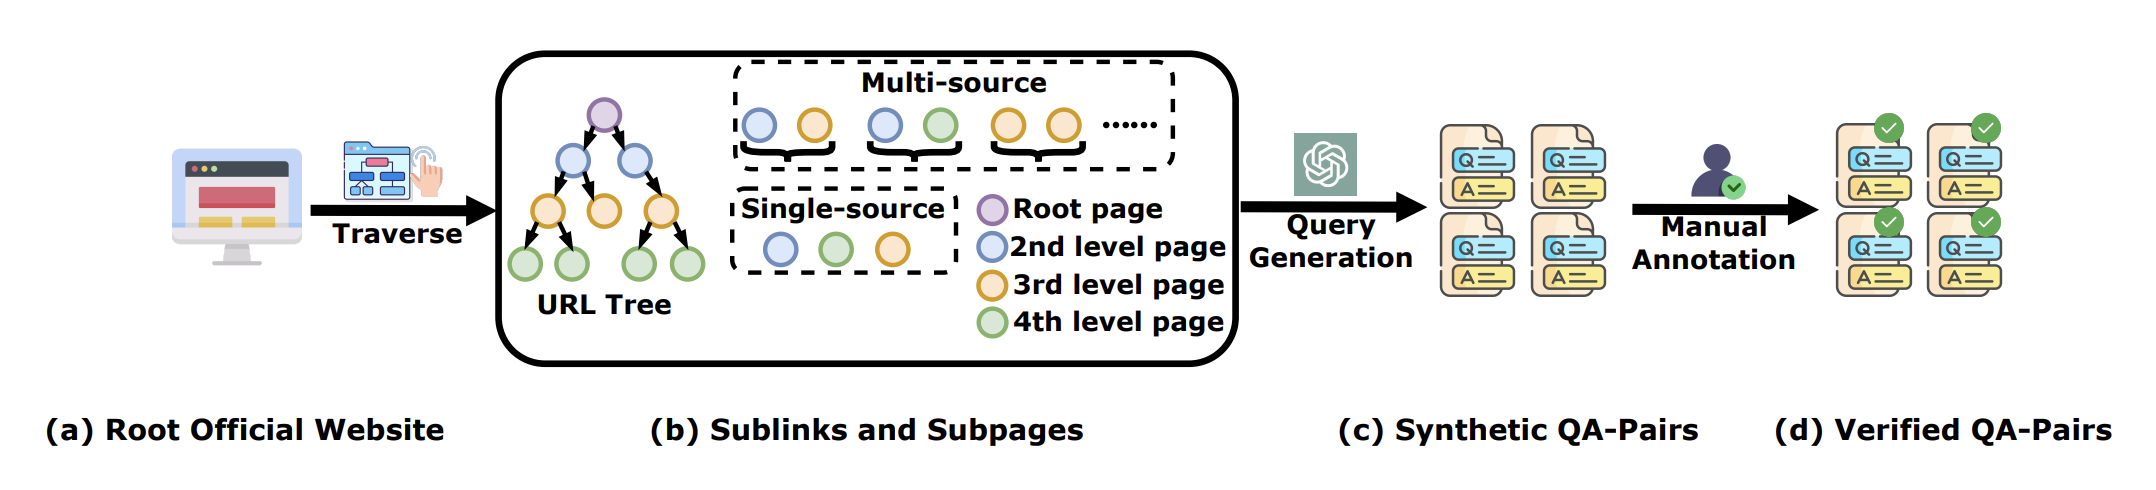 Traverse
URL Tree
Multi-source
......
Single-source
Root page
2nd level page
3rd level page
4th level page
Query
Generation
Q
A
Q
A
Q
A
Q
A
Manual
Annotation
Q
A
Q
A
Q
A
Q
A
(a) Root Official Website
(b) Sublinks and Subpages
(c) Synthetic QA-Pairs
(d) Verified QA-Pairs